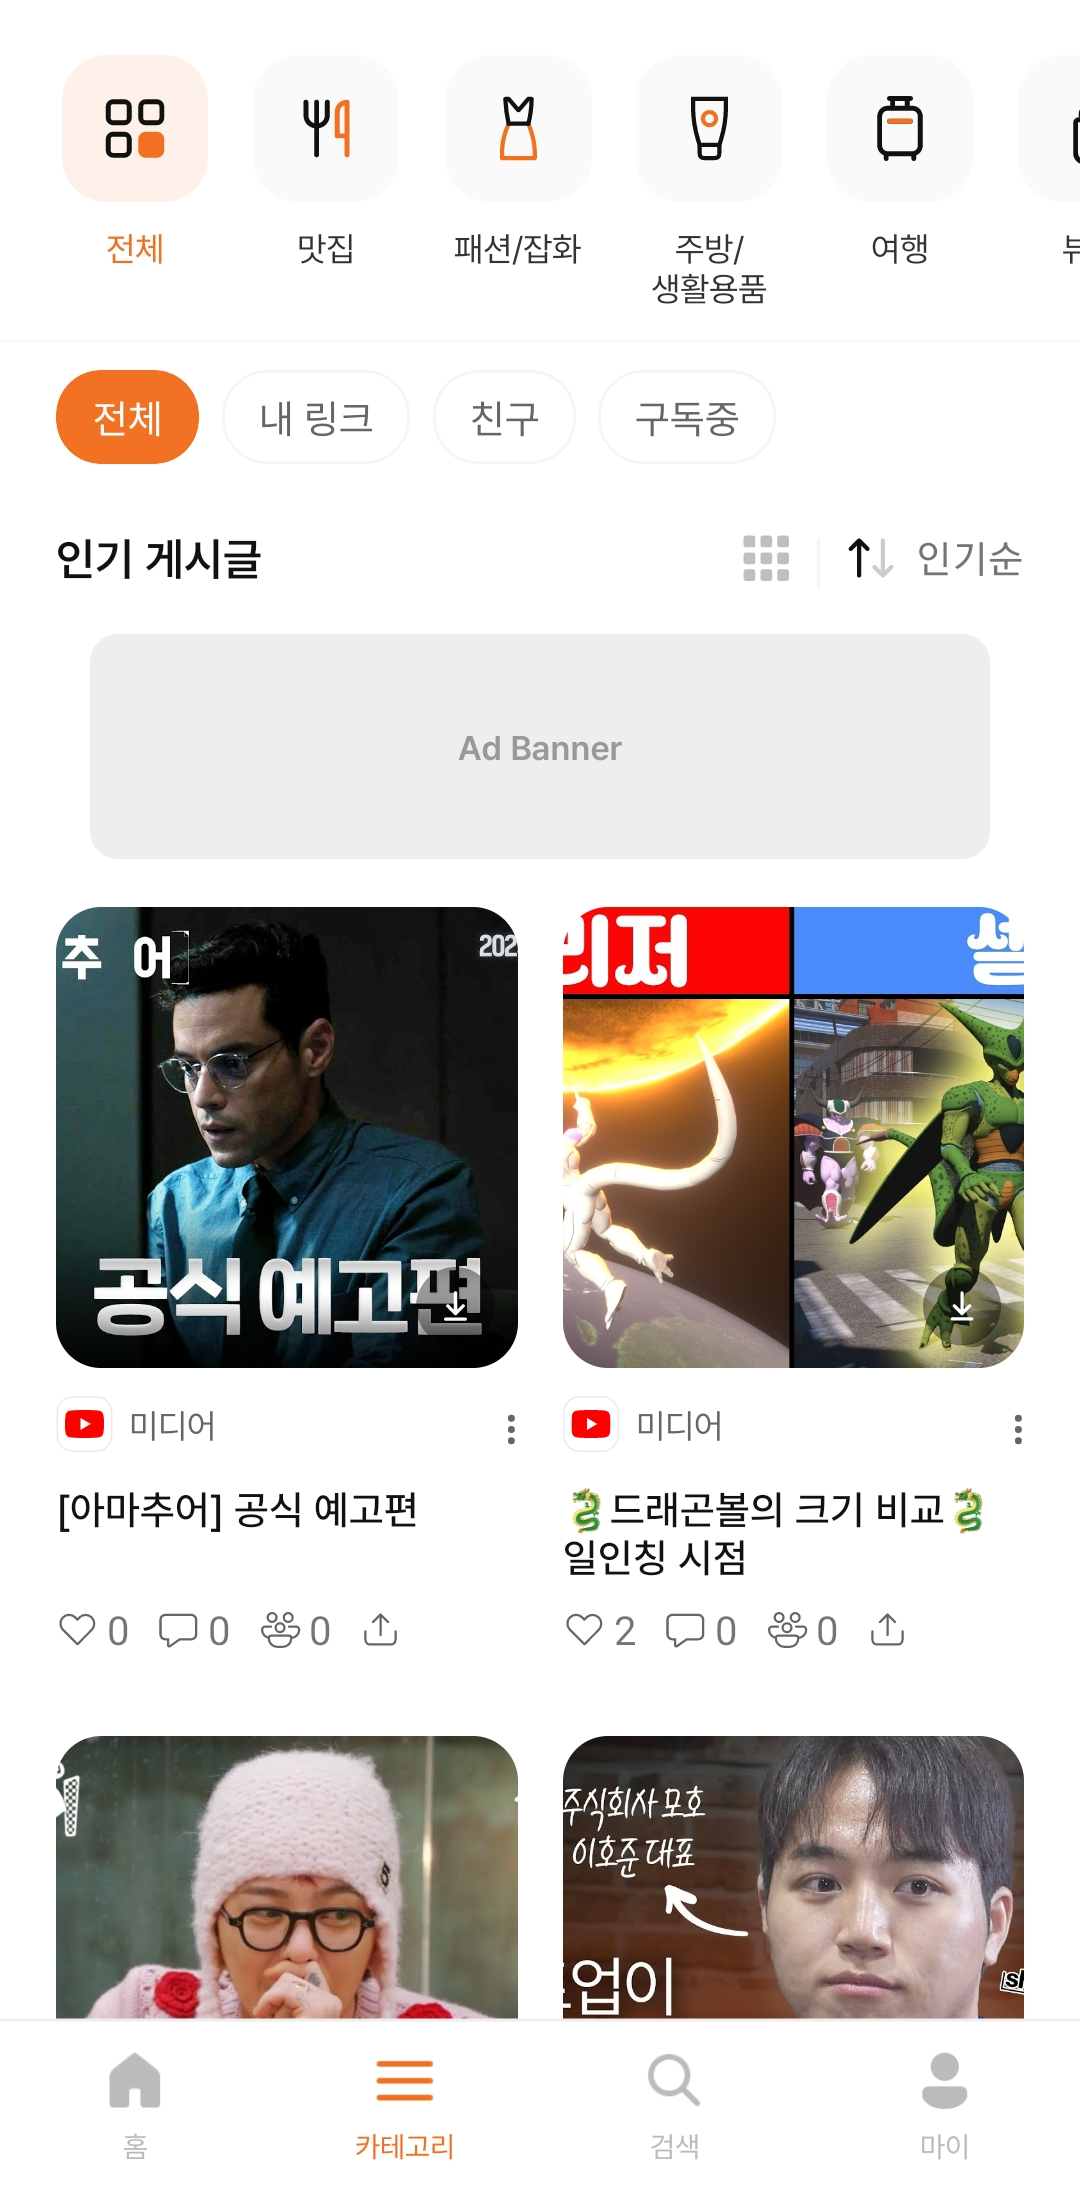 전체
맛집
패션/잡화
주방/
생활용품
여행
전체
내 링크
친구
구독중
인기 게시글
인기순
Ad Banner
추 어
202
리저
셀
공식 예고편
미디어
미디어
[아마추어] 공식 예고편
🐉드래곤볼의 크기 비교🐉
일인칭 시점
0
0
0
2
0
0
주식회사 모호
이호준 대표
업이
홈
카테고리
검색
마이